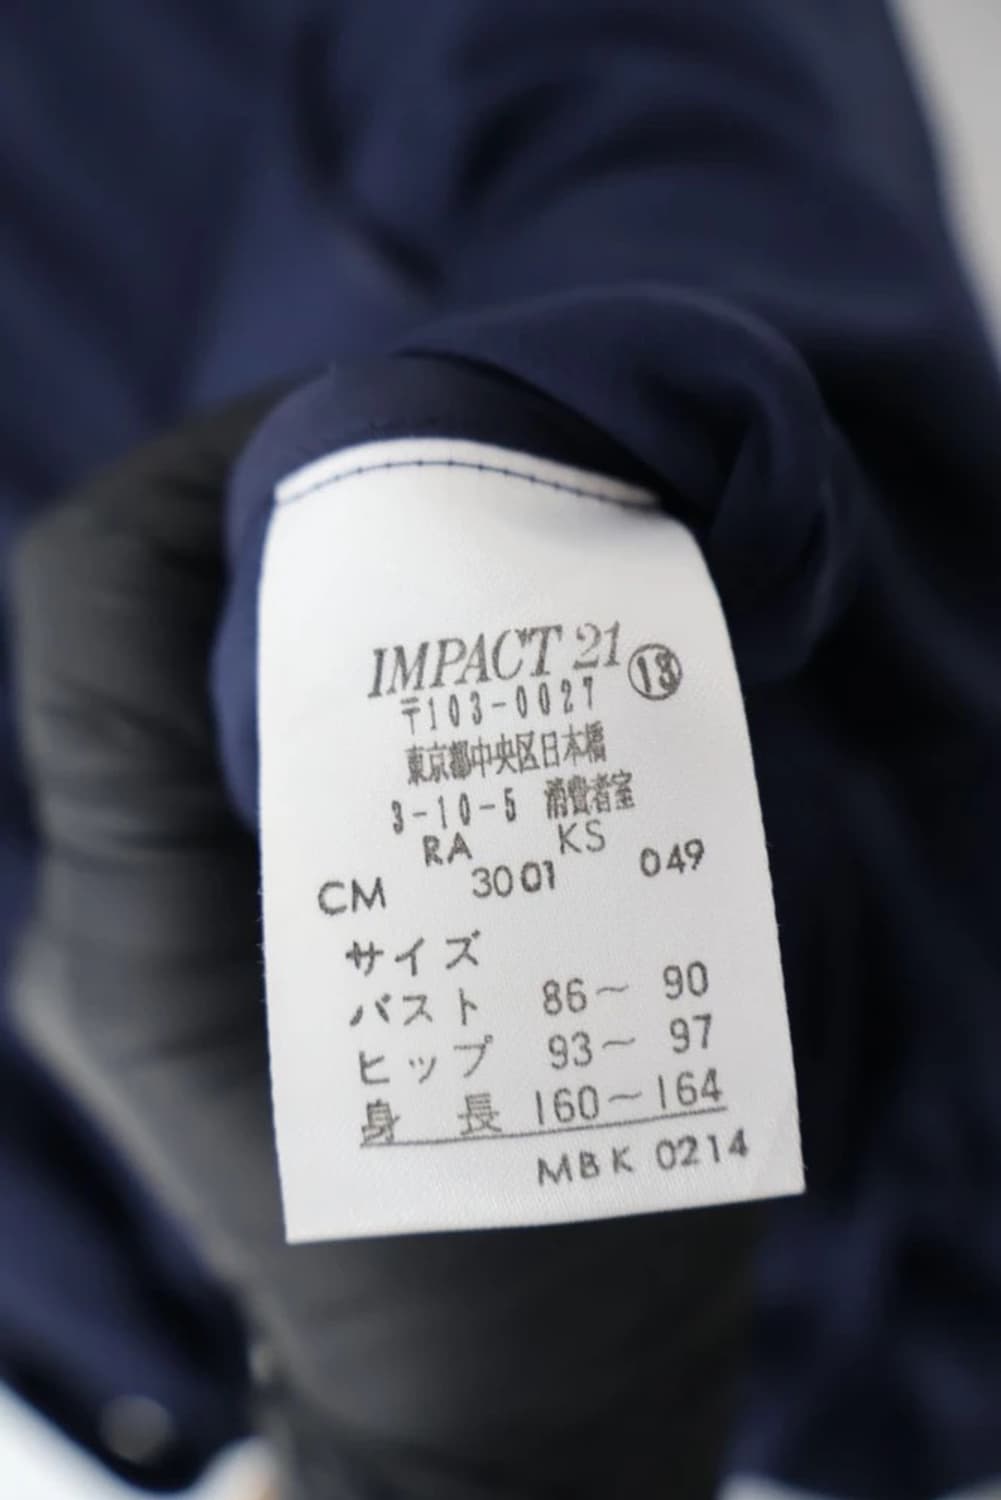 IMPACT 21 ⑬
〒103-0027
東京都中央区日本橋
3-10-5 消費者室
RA KS
CM 3001 049
サイズ
バスト 86～90
ヒップ 93～97
身長 160～164
MBK 0214